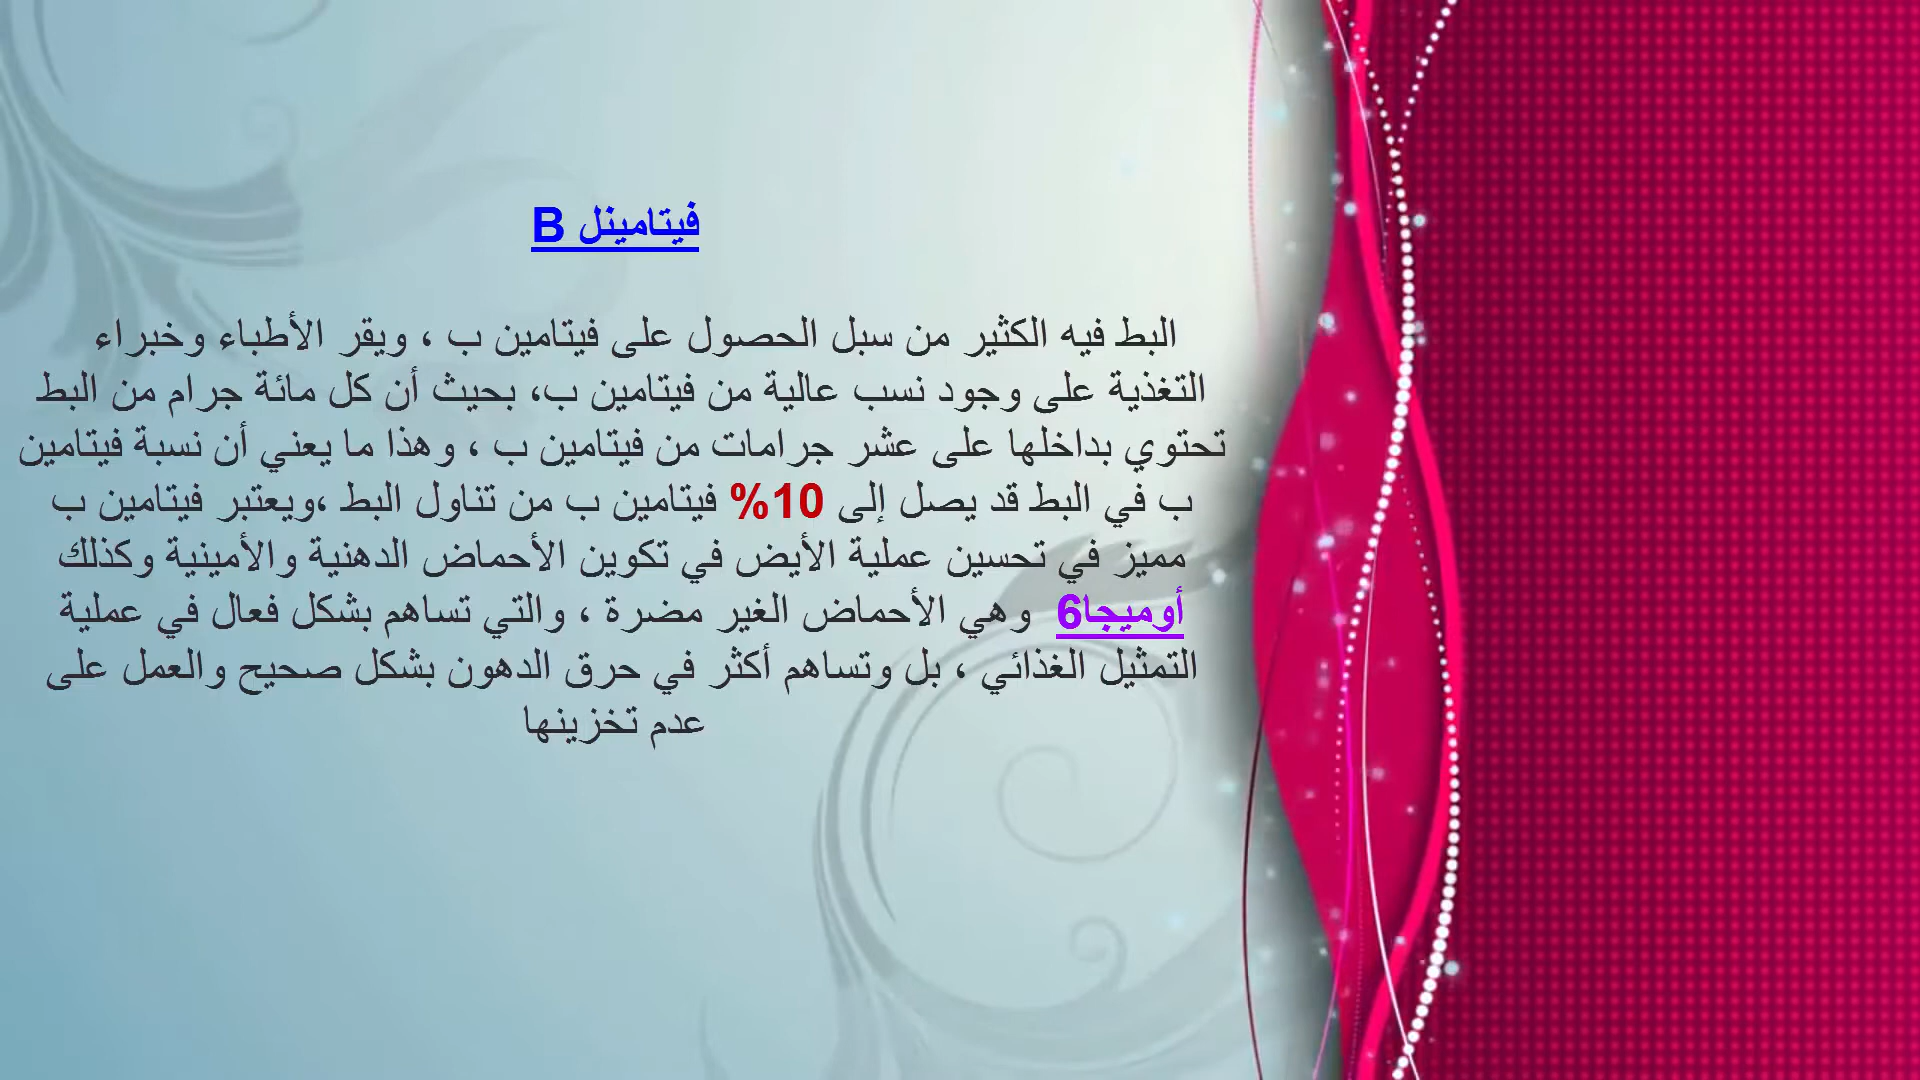 فيتامينل B
البط فيه الكثير من سبل الحصول على فيتامين ب ، ويقر الأطباء وخبراء
التغذية على وجود نسب عالية من فيتامين ب، بحيث أن كل مائة جرام من البط
تحتوي بداخلها على عشر جرامات من فيتامين ب ، وهذا ما يعني أن نسبة فيتامين
ب في البط قد يصل إلى 10% فيتامين ب من تناول البط ،ويعتبر فيتامين ب
مميز في تحسين عملية الأيض في تكوين الأحماض الدهنية والأمينية وكذلك
أوميجا6 وهي الأحماض الغير مضرة ، والتي تساهم بشكل فعال في عملية
التمثيل الغذائي ، بل وتساهم أكثر في حرق الدهون بشكل صحيح والعمل على
عدم تخزينها